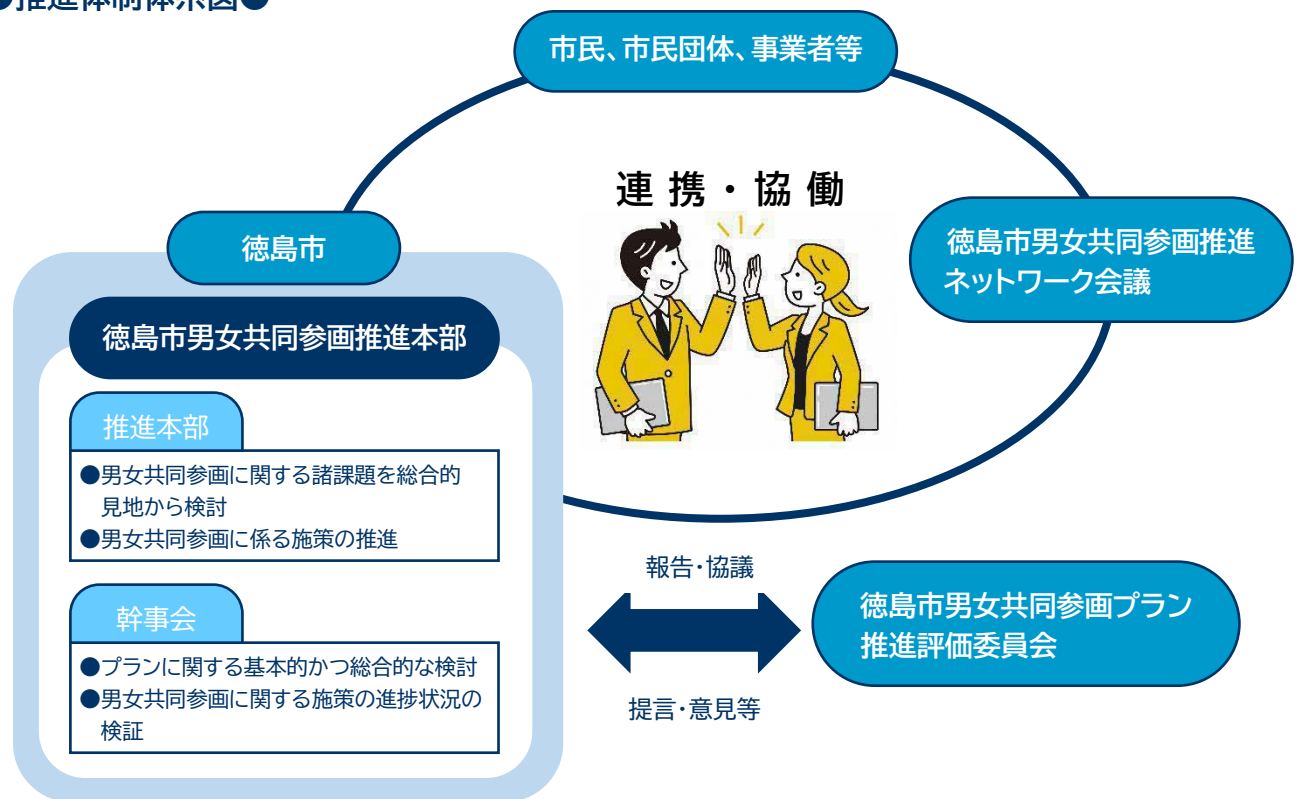 ●推進体制体系図●
市民、市民団体、事業者等
連携・協働
徳島市男女共同参画推進
ネットワーク会議
徳島市
徳島市男女共同参画推進本部
推進本部
●男女共同参画に関する諸課題を総合的
見地から検討
●男女共同参画に係る施策の推進
幹事会
●プランに関する基本的かつ総合的な検討
●男女共同参画に関する施策の進捗状況の
検証
報告・協議
提言・意見等
徳島市男女共同参画プラン
推進評価委員会